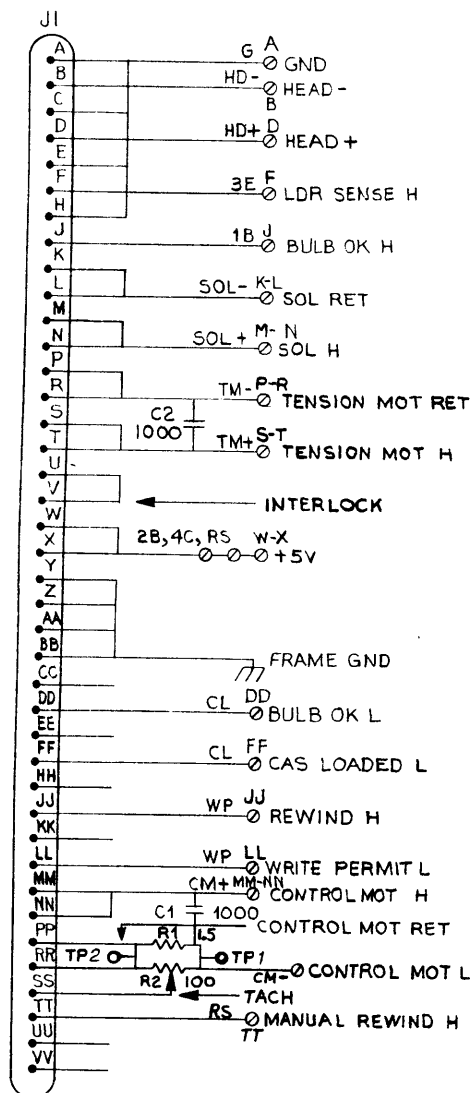 J1
A G A GND
B HD- HEAD-
C B
D HD+ D HEAD+
E
F 3E F LDR SENSE H
H
J 1B J BULB OK H
K
L SOL- K-L SOL RET
M
N SOL+ M-N SOL H
P
R TM- P-R TENSION MOT RET
S C2 1000
T TM+ S-T TENSION MOT H
U
V INTERLOCK
W
X 2B, 4C, RS W-X +5V
Y
Z
AA
BB FRAME GND
CC
DD CL DD BULB OK L
EE
FF CL FF CAS LOADED L
HH
JJ WP JJ REWIND H
KK
LL WP LL WRITE PERMIT L
MM CM+ MM-NN CONTROL MOT H
NN C1 1000
PP R1 1.5 CONTROL MOT RET
RR TP2 TP1 CM- CONTROL MOT L
SS R2 100 TACH
TT RS MANUAL REWIND H
UU TT
VV